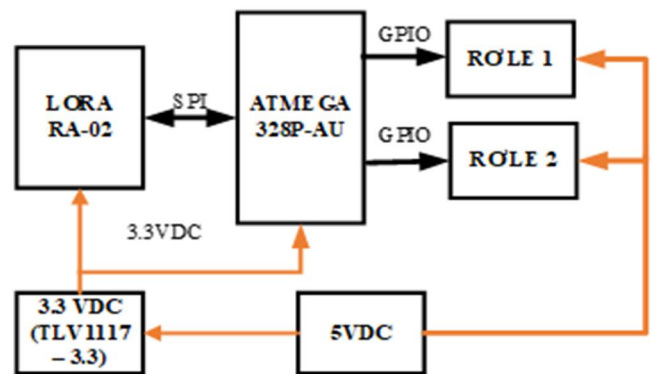 GPIO
LORA
RA-02
SPI
ATMEGA
328P-AU
RƠLE 1
GPIO
RƠLE 2
3.3VDC
3.3 VDC
(TLV1117
– 3.3)
5VDC